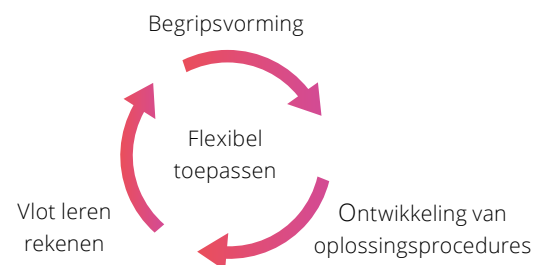 Begripsvorming
Flexibel
toepassen
Ontwikkeling van
oplossingsprocedures
Vlot leren
rekenen